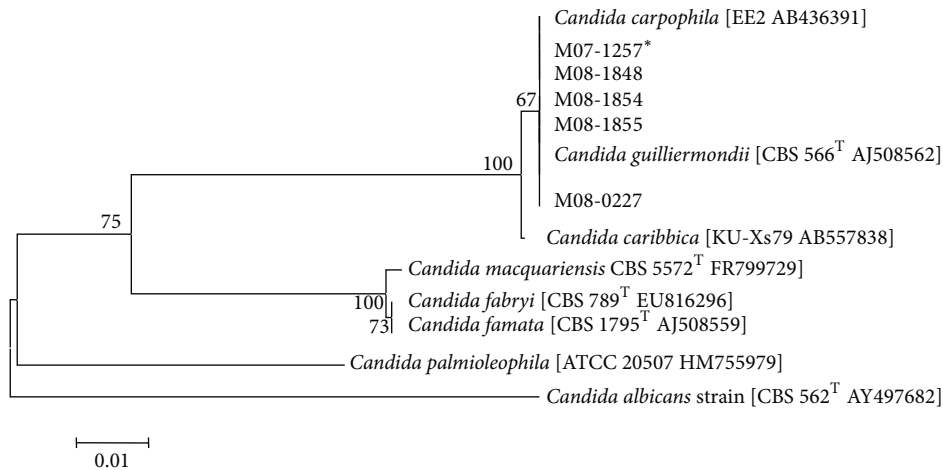 Candida carpophila [EE2 AB436391]
M07-1257*
M08-1848
67
M08-1854
M08-1855
Candida guilliermondii [CBS 566T AJ508562]
100
M08-0227
75
Candida caribbica [KU-Xs79 AB557838]
Candida macquariensis CBS 5572T FR799729]
100
Candida fabryi [CBS 789T EU816296]
73
Candida famata [CBS 1795T AJ508559]
Candida palmioleophila [ATCC 20507 HM755979]
Candida albicans strain [CBS 562T AY497682]
0.01